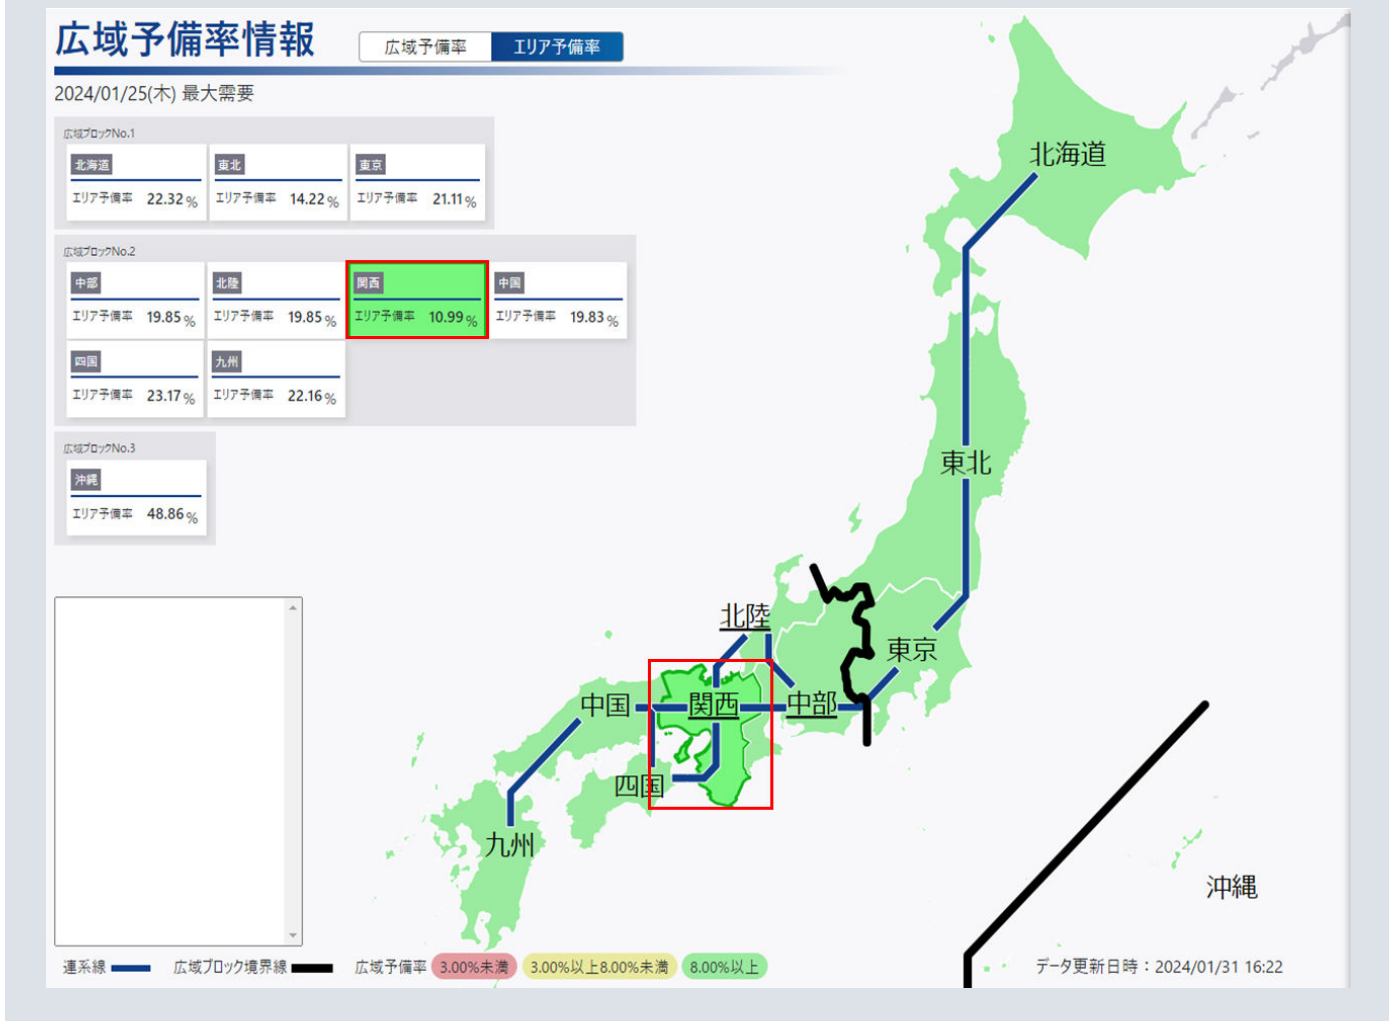 広域予備率情報
広域予備率 エリア予備率
2024/01/25(木) 最大需要
広域ブロックNo.1
北海道 東北 東京
エリア予備率 22.32% エリア予備率 14.22% エリア予備率 21.11%
広域ブロックNo.2
中部 北陸 関西 中国
エリア予備率 19.85% エリア予備率 19.85% エリア予備率 10.99% エリア予備率 19.83%
四国 九州
エリア予備率 23.17% エリア予備率 22.16%
広域ブロックNo.3
沖縄
エリア予備率 48.86%
北海道
東北
北陸
東京
中国 関西 中部
四国
九州
沖縄
連系線 広域ブロック境界線 広域予備率 3.00%未満 3.00%以上8.00%未満 8.00%以上 データ更新日時：2024/01/31 16:22